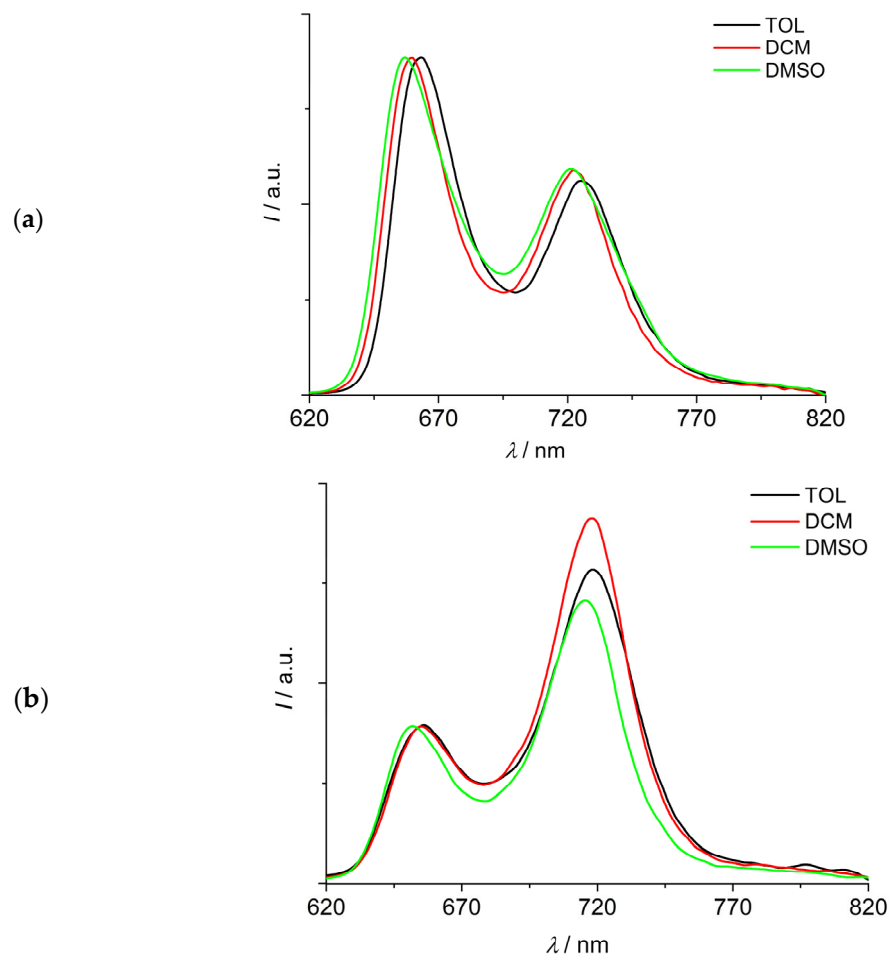 TOL
DCM
DMSO
(a)
I / a.u.
620 670 720 770 820
λ / nm
TOL
DCM
DMSO
(b)
I / a.u.
620 670 720 770 820
λ / nm